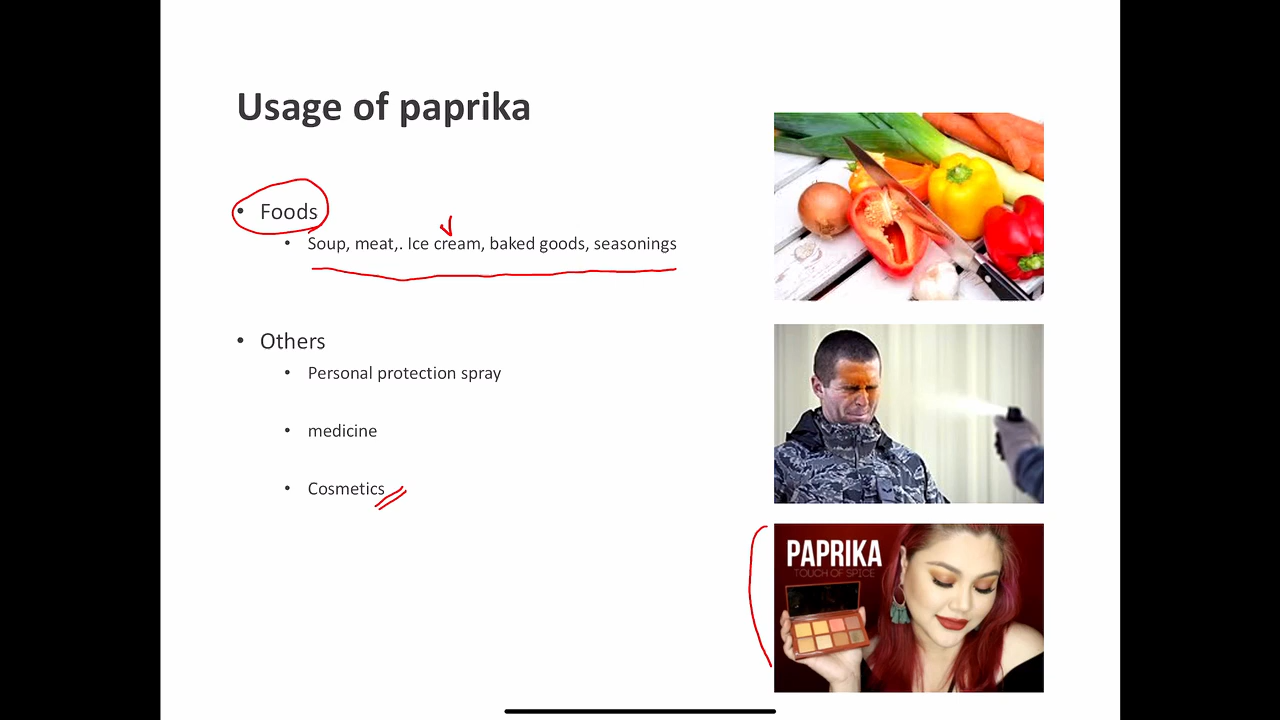 Usage of paprika
• Foods
• Soup, meat,. Ice cream, baked goods, seasonings
• Others
• Personal protection spray
• medicine
• Cosmetics
PAPRIKA
TOUCH OF SPICE